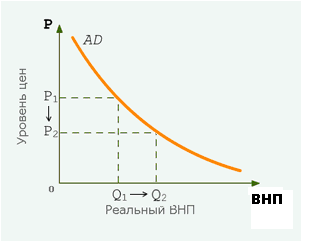 P
AD
Уровень цен
P₁
P₂
0
Q₁ Q₂
ВНП
Реальный ВНП